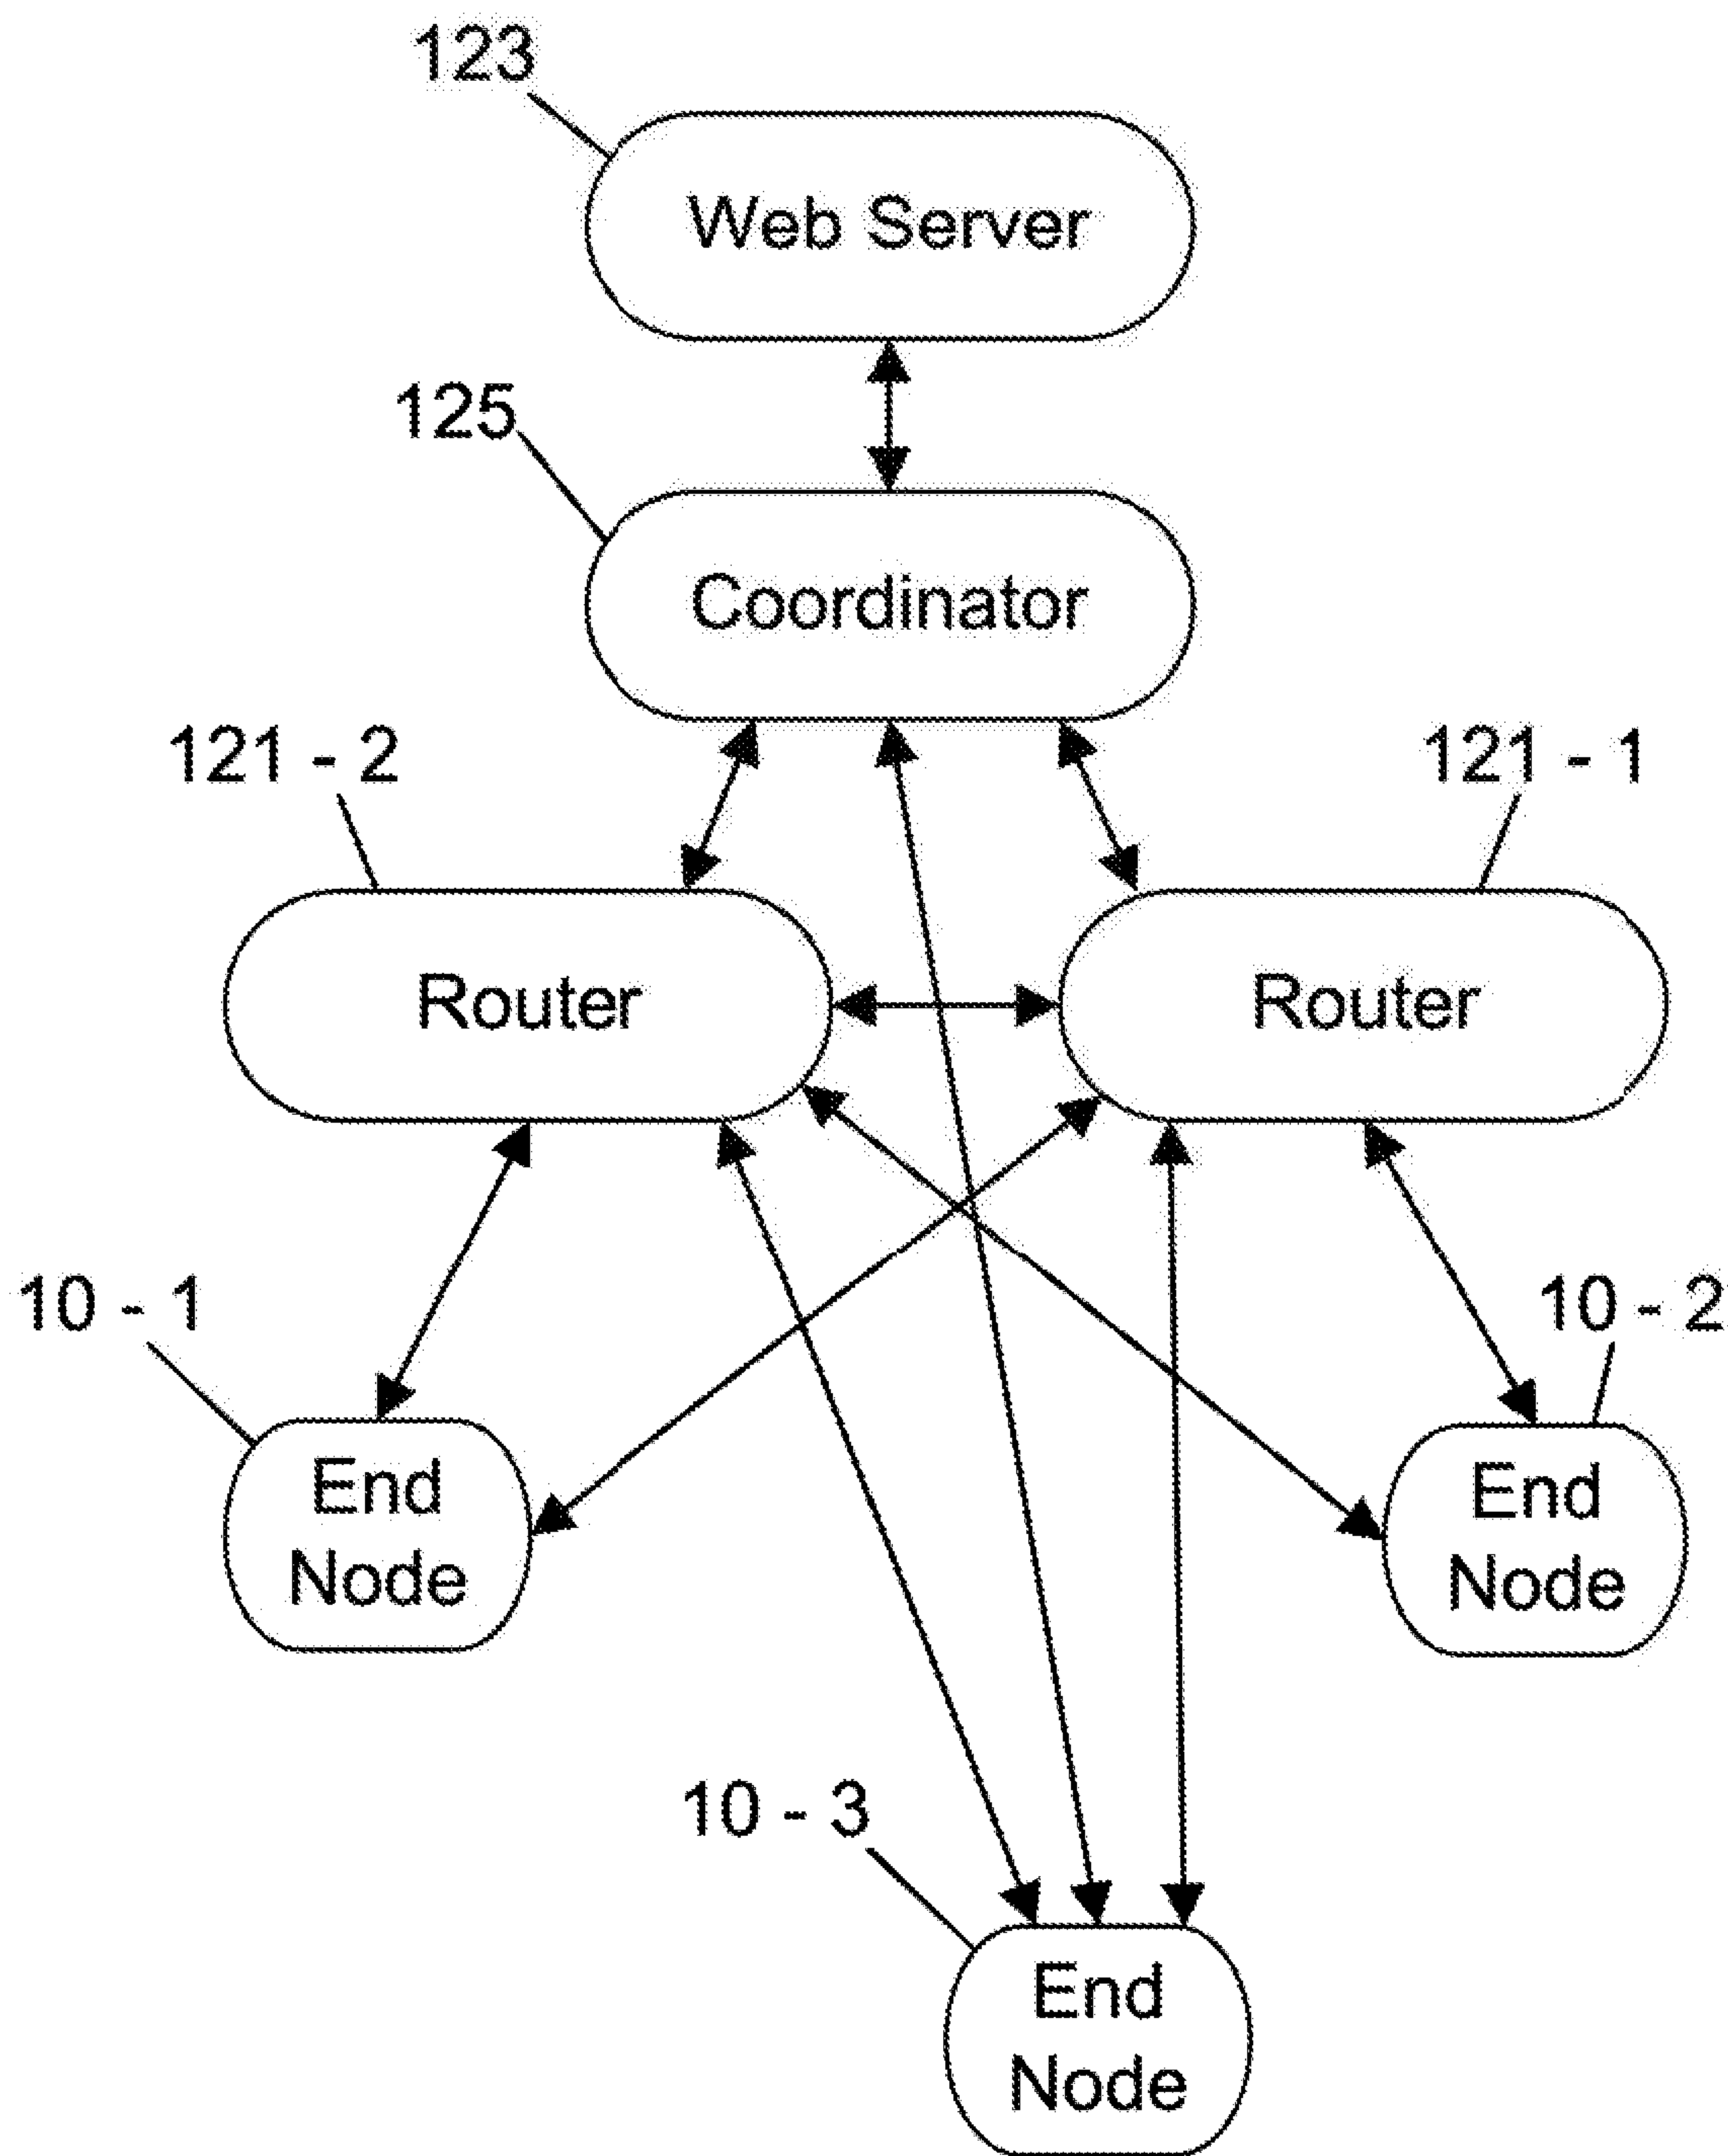 123
Web Server
125
Coordinator
121 - 2
121 - 1
Router
Router
10 - 1
10 - 2
End
Node
End
Node
10 - 3
End
Node